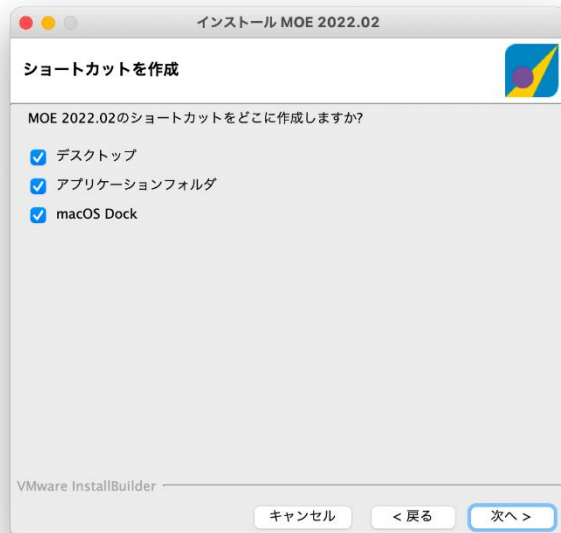 インストール MOE 2022.02
ショートカットを作成
MOE 2022.02のショートカットをどこに作成しますか?
デスクトップ
アプリケーションフォルダ
macOS Dock
VMware InstallBuilder
キャンセル
< 戻る
次へ >